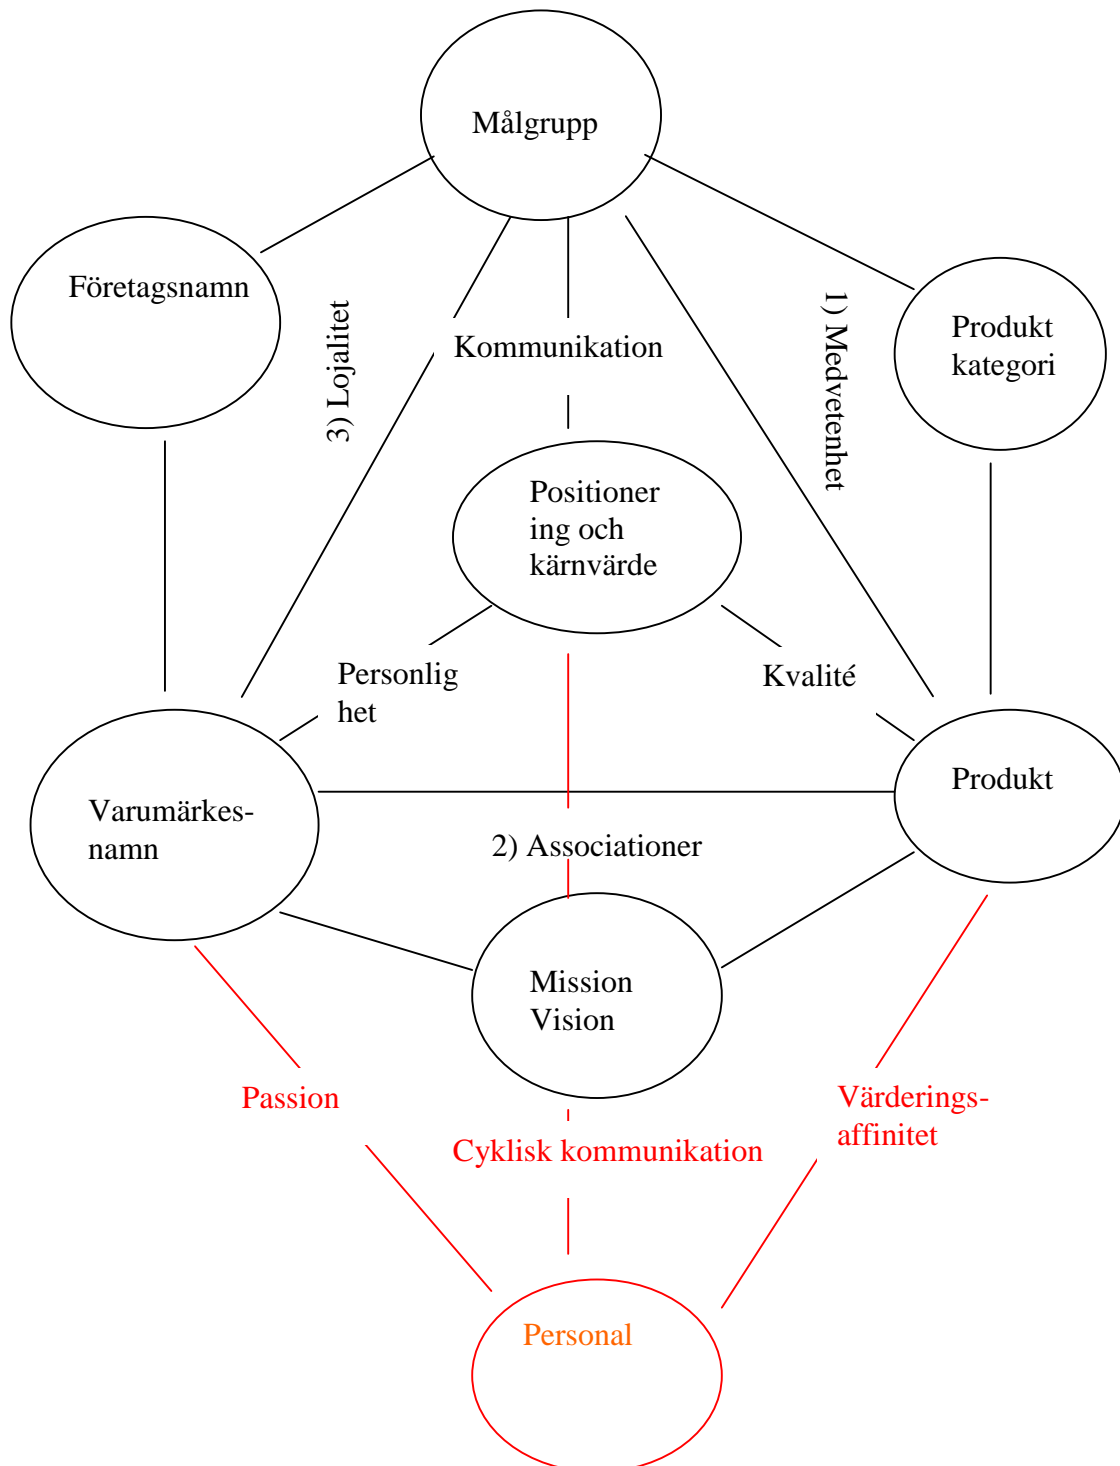 Målgrupp
Företagsnamn
3) Lojalitet
Kommunikation
1) Medvetenhet
Produkt
kategori
Positioner
ing och
kärnvärde
Personlig
het
Kvalité
Varumärkes-
namn
Produkt
2) Associationer
Mission
Vision
Passion
Cyklisk kommunikation
Värderings-
affinitet
Personal